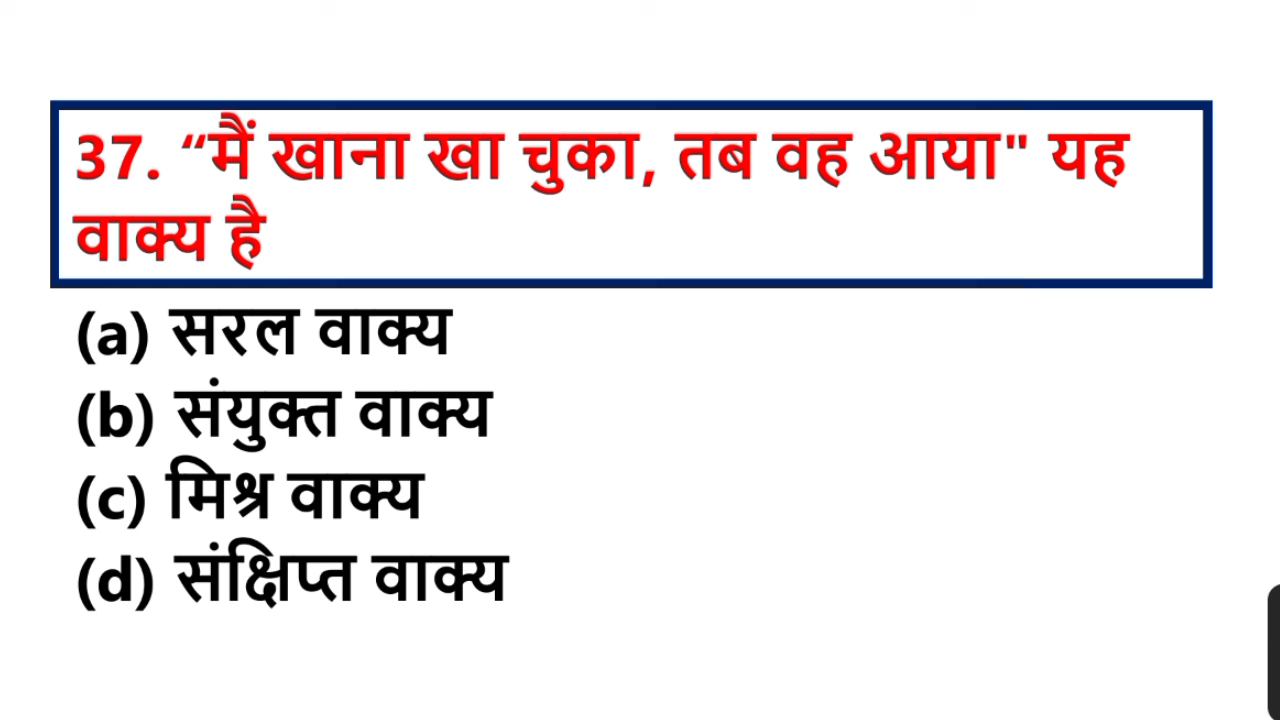 37. “मैं खाना खा चुका, तब वह आया" यह
वाक्य है
(a) सरल वाक्य
(b) संयुक्त वाक्य
(c) मिश्र वाक्य
(d) संक्षिप्त वाक्य